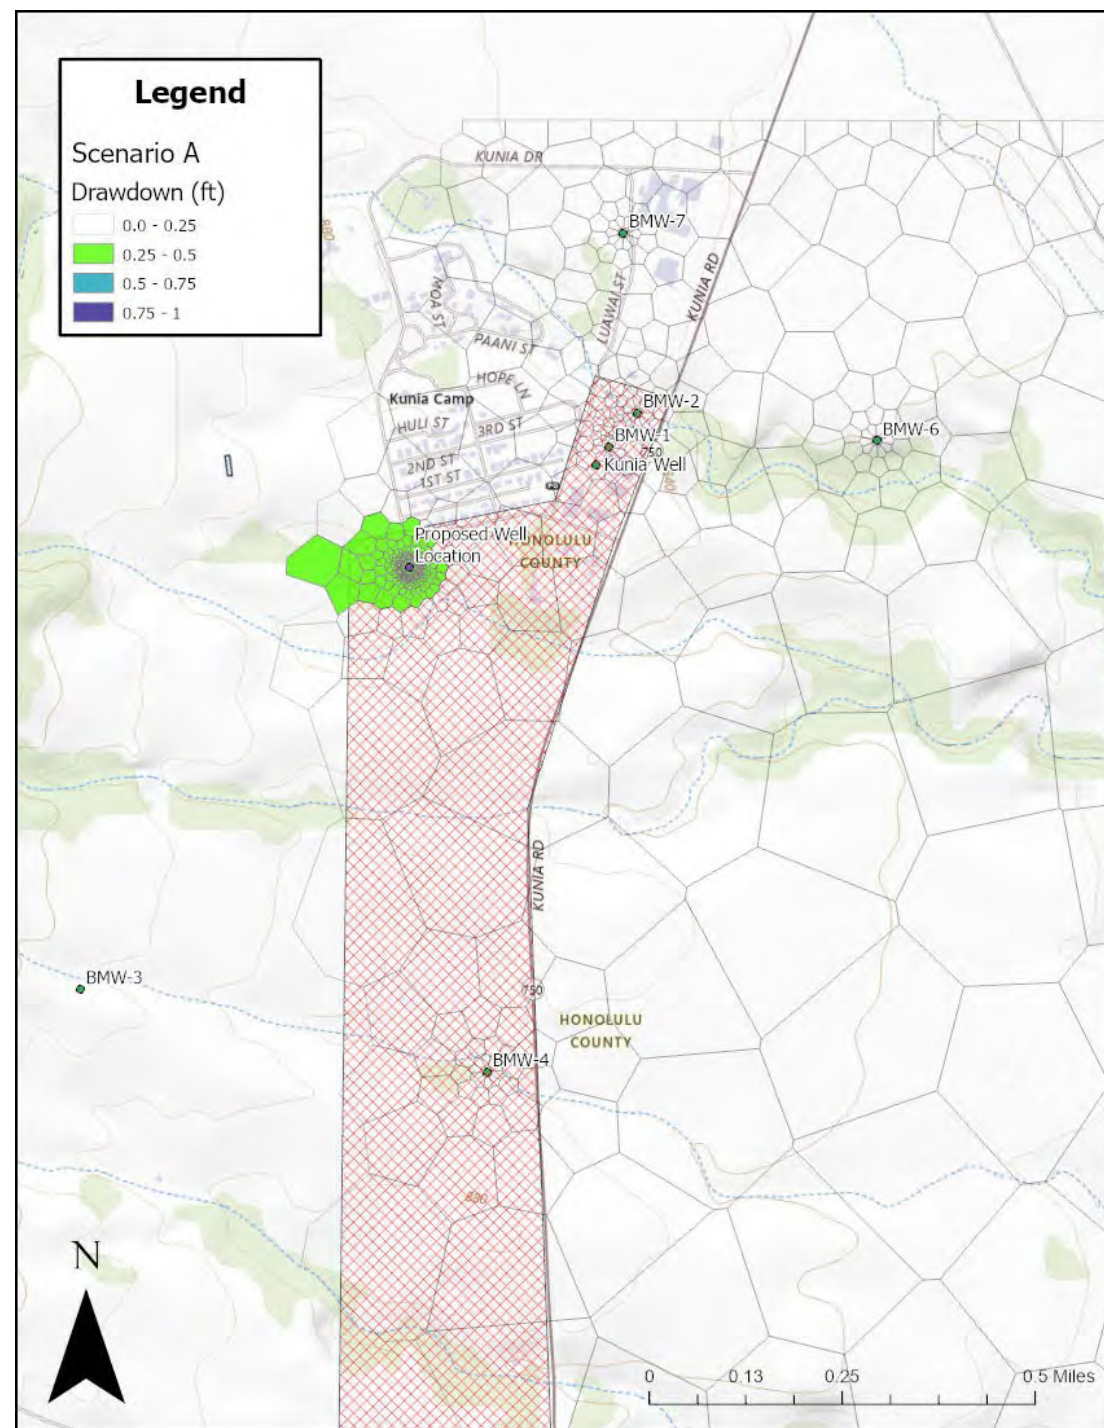 Legend
Scenario A
Drawdown (ft)
0.0 - 0.25
0.25 - 0.5
0.5 - 0.75
0.75 - 1
KUNIA DR
880
BMW-7
MOA ST
LUAWAI ST
KUNIA RD
PAANI ST
HOPE LN
Kunia Camp
BMW-2
HULI ST
3RD ST
BMW-1
750
BMW-6
2ND ST
Kunia Well
1ST ST
840
Proposed Well
Location
HONOLULU
COUNTY
KUNIA RD
BMW-3
750
HONOLULU
COUNTY
BMW-4
880
N
0
0.13
0.25
0.5 Miles